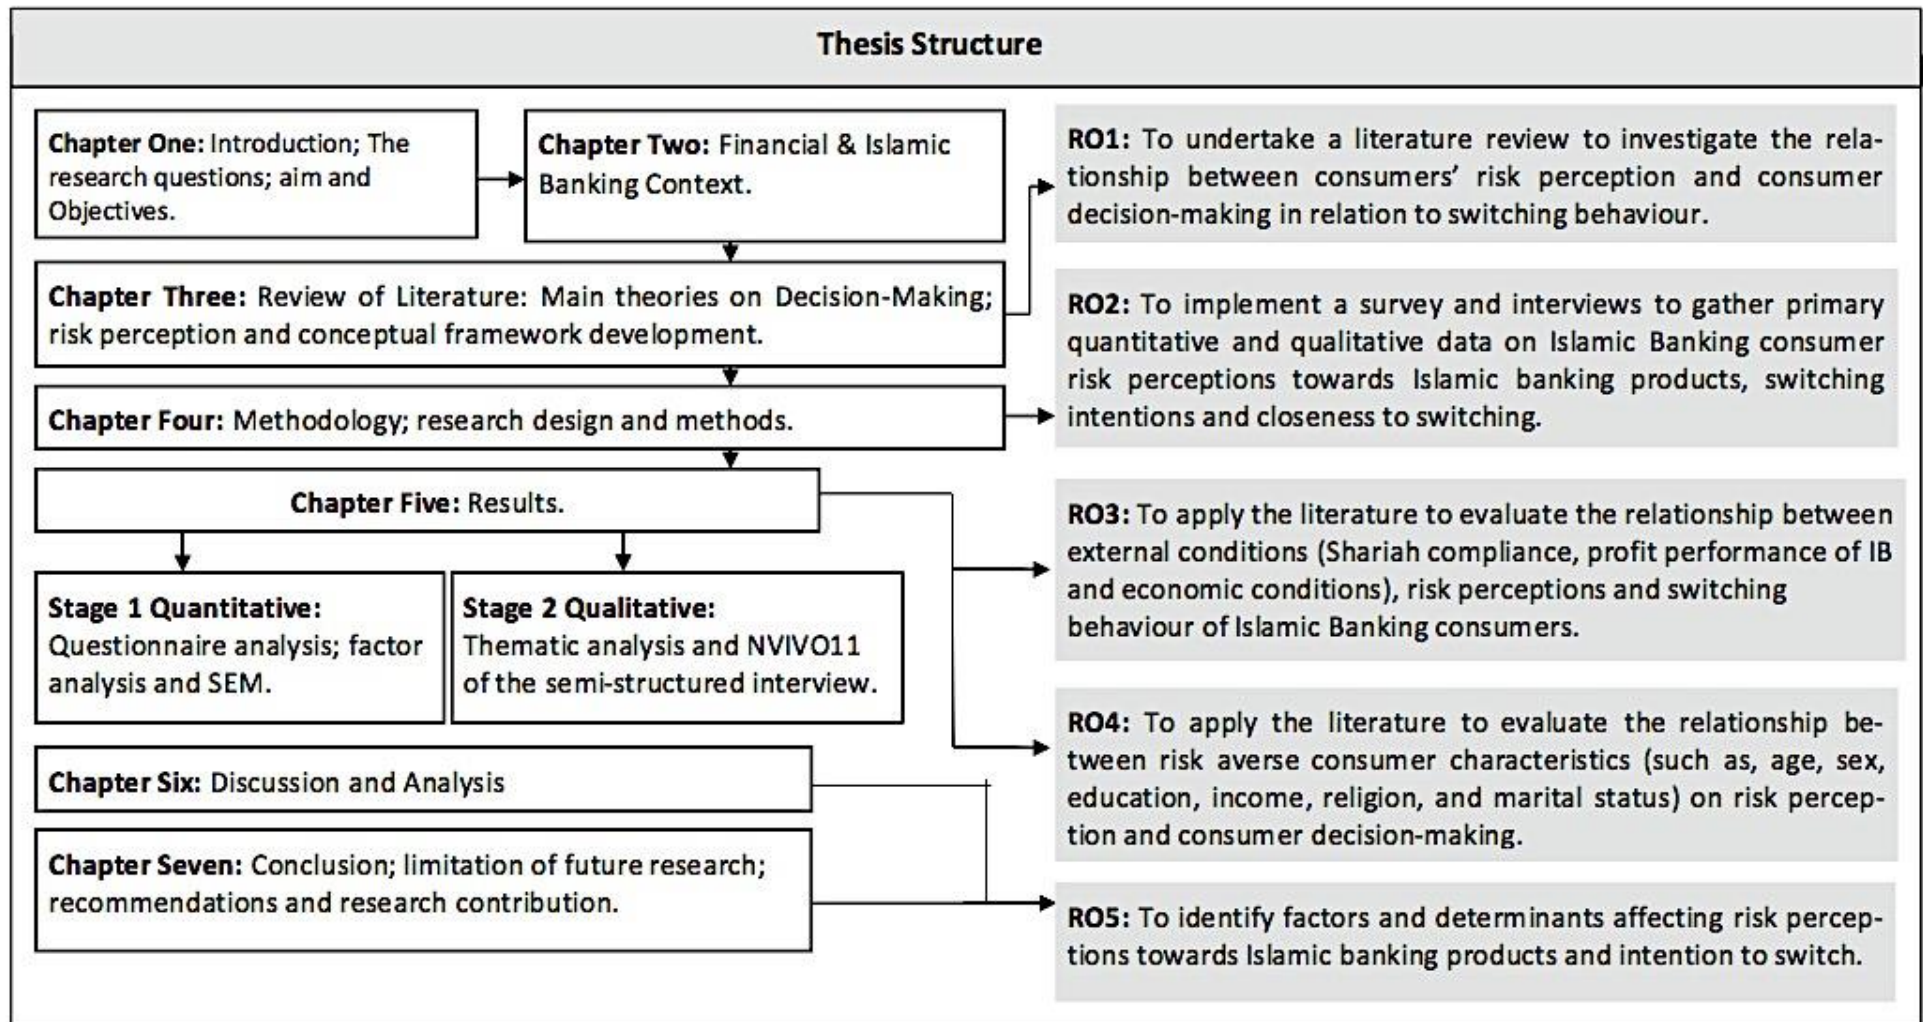 Thesis Structure
Chapter One: Introduction; The
research questions; aim and
Objectives.
Chapter Two: Financial & Islamic
Banking Context.
Chapter Three: Review of Literature: Main theories on Decision-Making;
risk perception and conceptual framework development.
Chapter Four: Methodology; research design and methods.
Chapter Five: Results.
Stage 1 Quantitative:
Questionnaire analysis; factor
analysis and SEM.
Stage 2 Qualitative:
Thematic analysis and NVIVO11
of the semi-structured interview.
Chapter Six: Discussion and Analysis
Chapter Seven: Conclusion; limitation of future research;
recommendations and research contribution.
RO1: To undertake a literature review to investigate the rela-
tionship between consumers’ risk perception and consumer
decision-making in relation to switching behaviour.
RO2: To implement a survey and interviews to gather primary
quantitative and qualitative data on Islamic Banking consumer
risk perceptions towards Islamic banking products, switching
intentions and closeness to switching.
RO3: To apply the literature to evaluate the relationship between
external conditions (Shariah compliance, profit performance of IB
and economic conditions), risk perceptions and switching
behaviour of Islamic Banking consumers.
RO4: To apply the literature to evaluate the relationship be-
tween risk averse consumer characteristics (such as, age, sex,
education, income, religion, and marital status) on risk percep-
tion and consumer decision-making.
RO5: To identify factors and determinants affecting risk percep-
tions towards Islamic banking products and intention to switch.